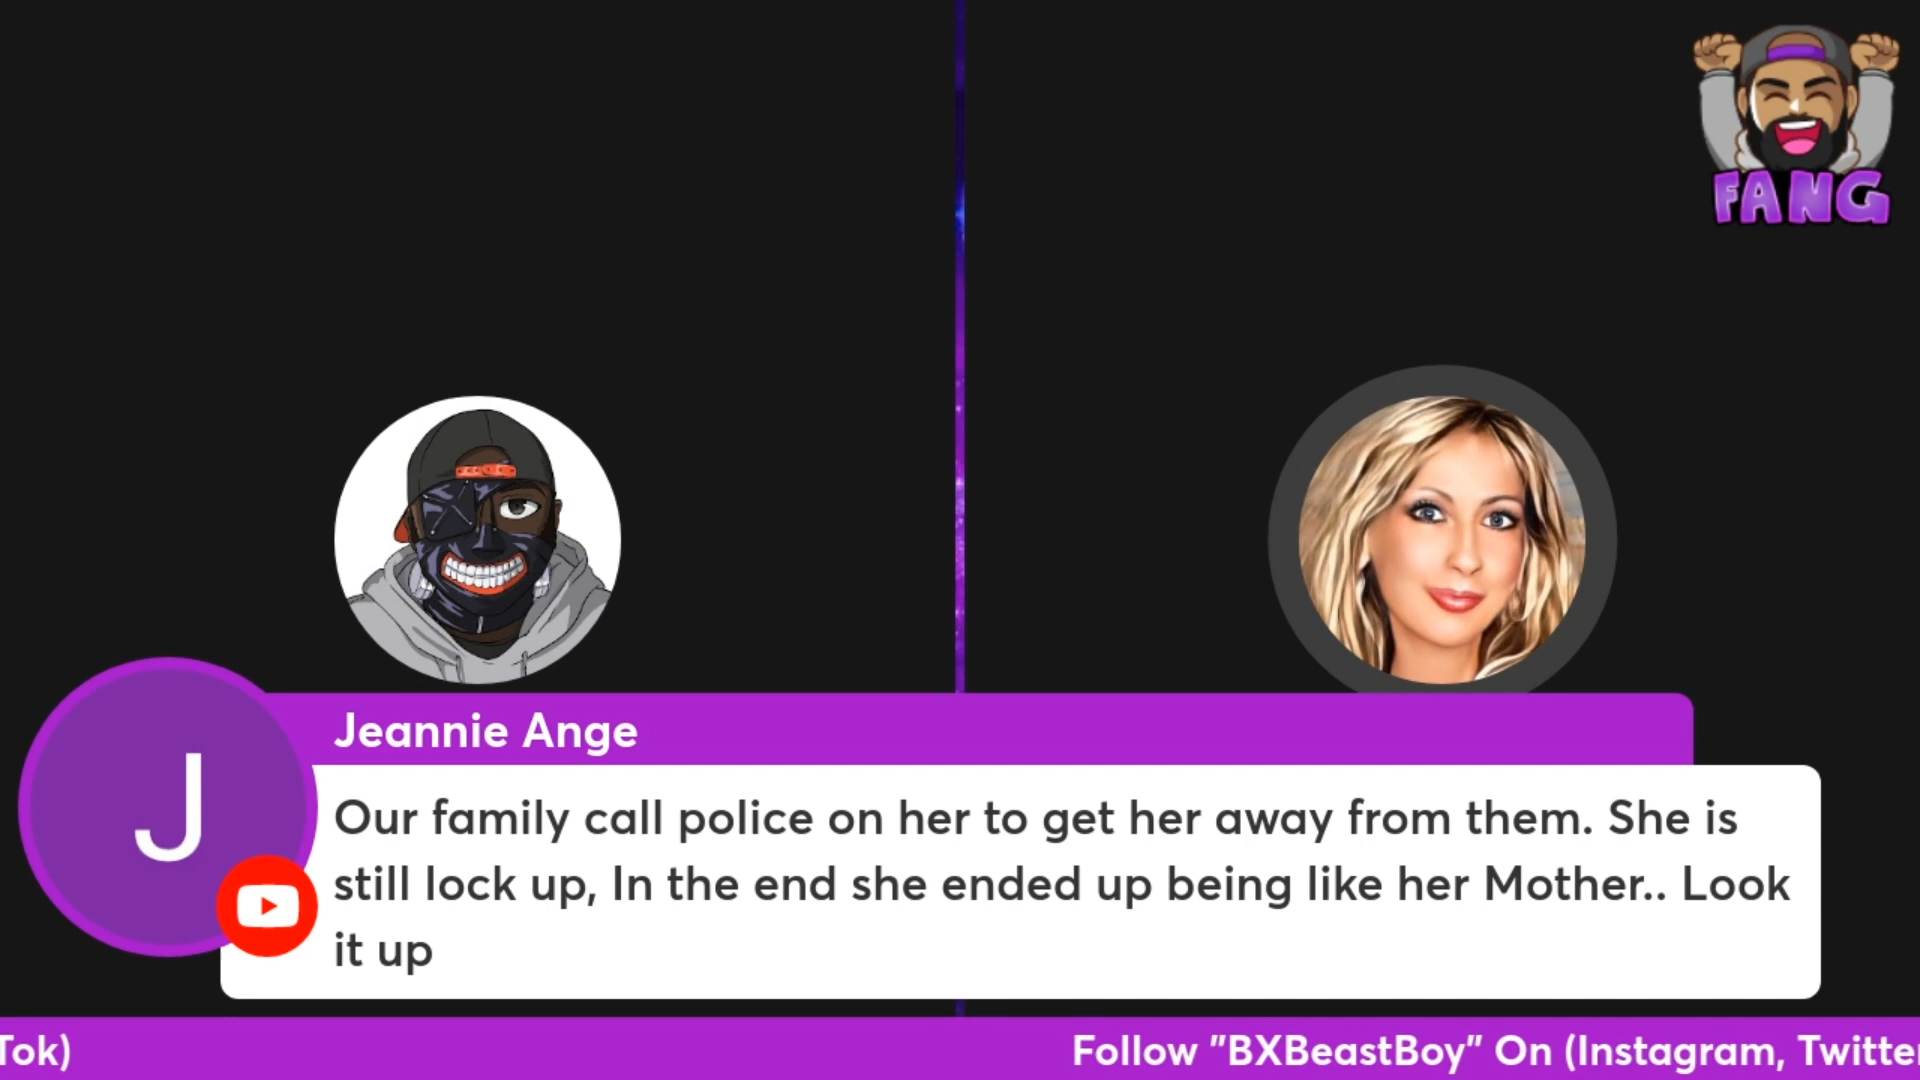 FANG
J
Jeannie Ange
Our family call police on her to get her away from them. She is
still lock up, In the end she ended up being like her Mother.. Look
it up
Tok) Follow "BXBeastBoy" On (Instagram, Twitter